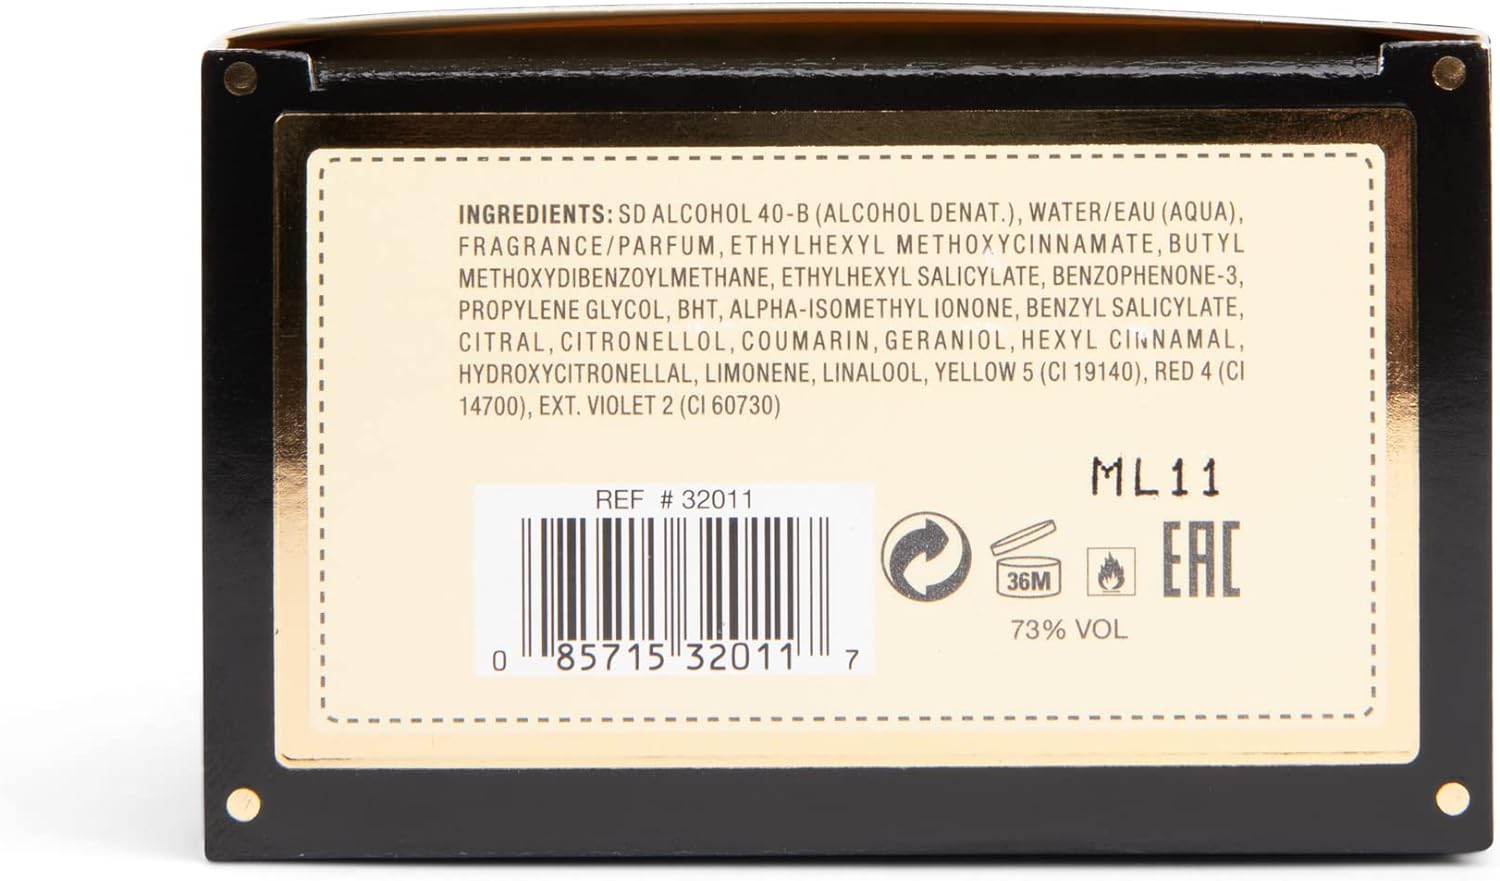 INGREDIENTS: SD ALCOHOL 40-B (ALCOHOL DENAT.), WATER/EAU (AQUA),
FRAGRANCE/PARFUM, ETHYLHEXYL METHOXYCINNAMATE, BUTYL
METHOXYDIBENZOYLMETHANE, ETHYLHEXYL SALICYLATE, BENZOPHENONE-3,
PROPYLENE GLYCOL, BHT, ALPHA-ISOMETHYL IONONE, BENZYL SALICYLATE,
CITRAL, CITRONELLOL, COUMARIN, GERANIOL, HEXYL CINNAMAL,
HYDROXYCITRONELLAL, LIMONENE, LINALOOL, YELLOW 5 (CI 19140), RED 4 (CI
14700), EXT. VIOLET 2 (CI 60730)
ML11
REF # 32011
36M
EAC
73% VOL
0 85715 32011 7